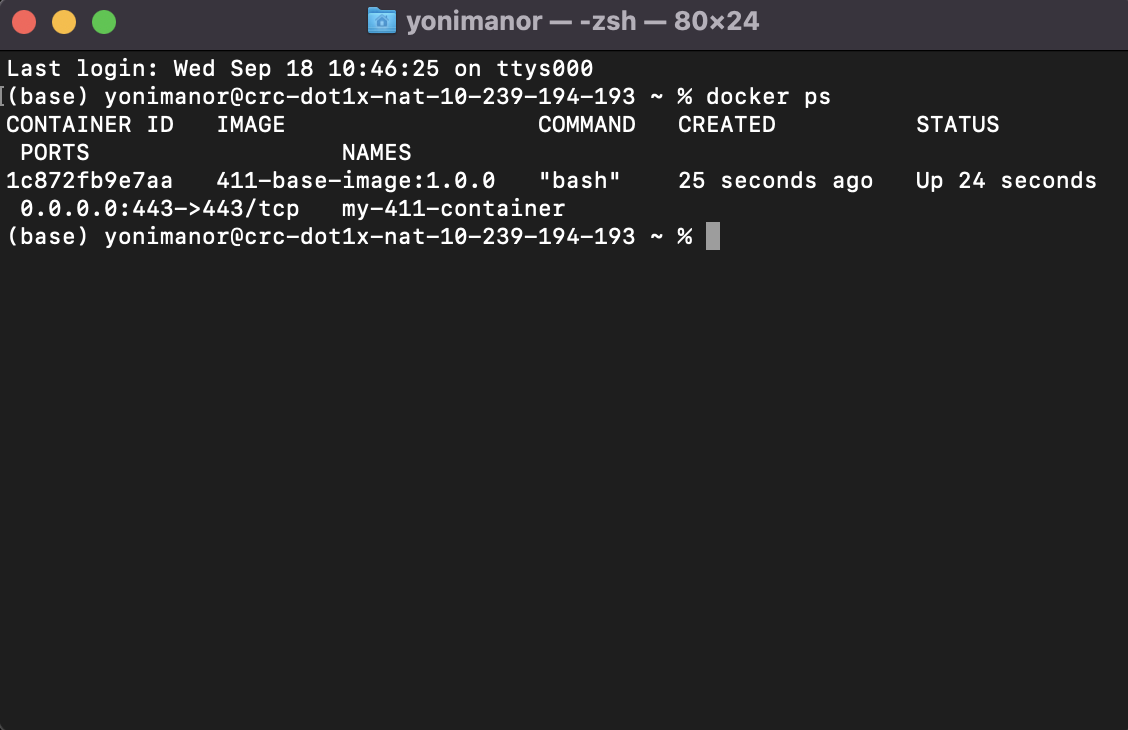 yonimanor — -zsh — 80×24
Last login: Wed Sep 18 10:46:25 on ttys000
(base) yonimanor@crc-dot1x-nat-10-239-194-193 ~ % docker ps
CONTAINER ID   IMAGE                  COMMAND   CREATED          STATUS
 PORTS                  NAMES
1c872fb9e7aa   411-base-image:1.0.0   "bash"    25 seconds ago   Up 24 seconds
 0.0.0.0:443->443/tcp   my-411-container
(base) yonimanor@crc-dot1x-nat-10-239-194-193 ~ %